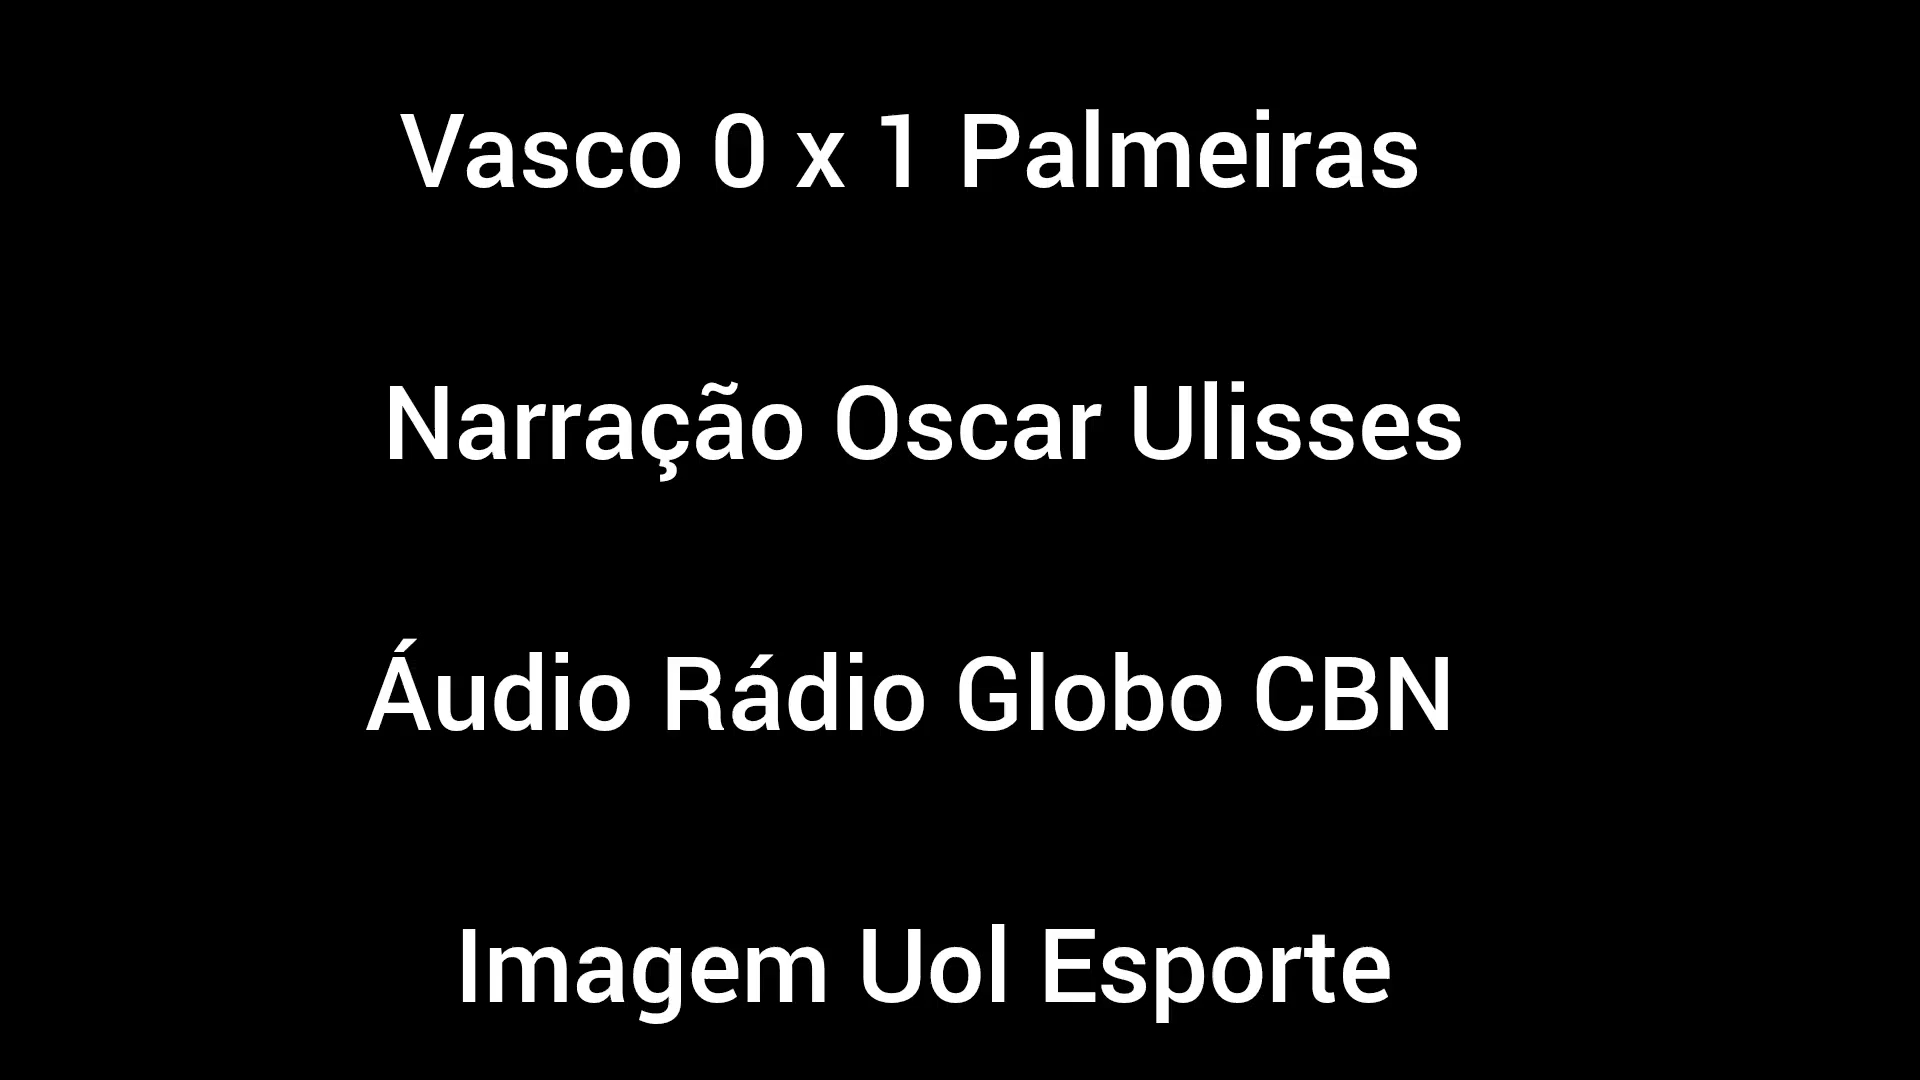 Vasco 0 x 1 Palmeiras
Narração Oscar Ulisses
Áudio Rádio Globo CBN
Imagem Uol Esporte